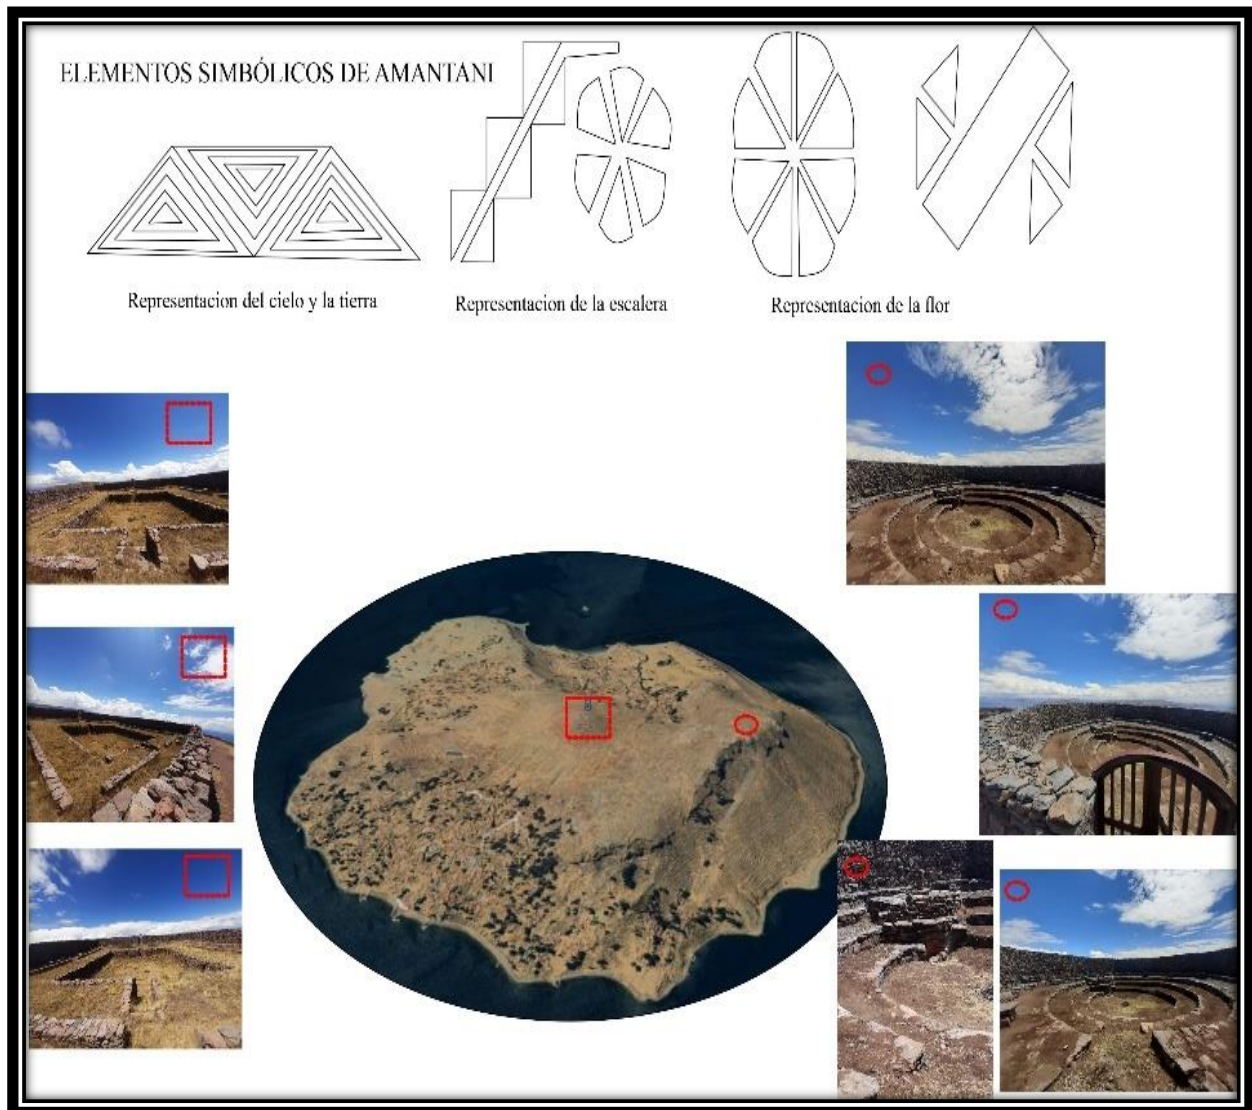 ELEMENTOS SIMBÓLICOS DE AMANTANI
Representacion del cielo y la tierra
Representacion de la escalera
Representacion de la flor